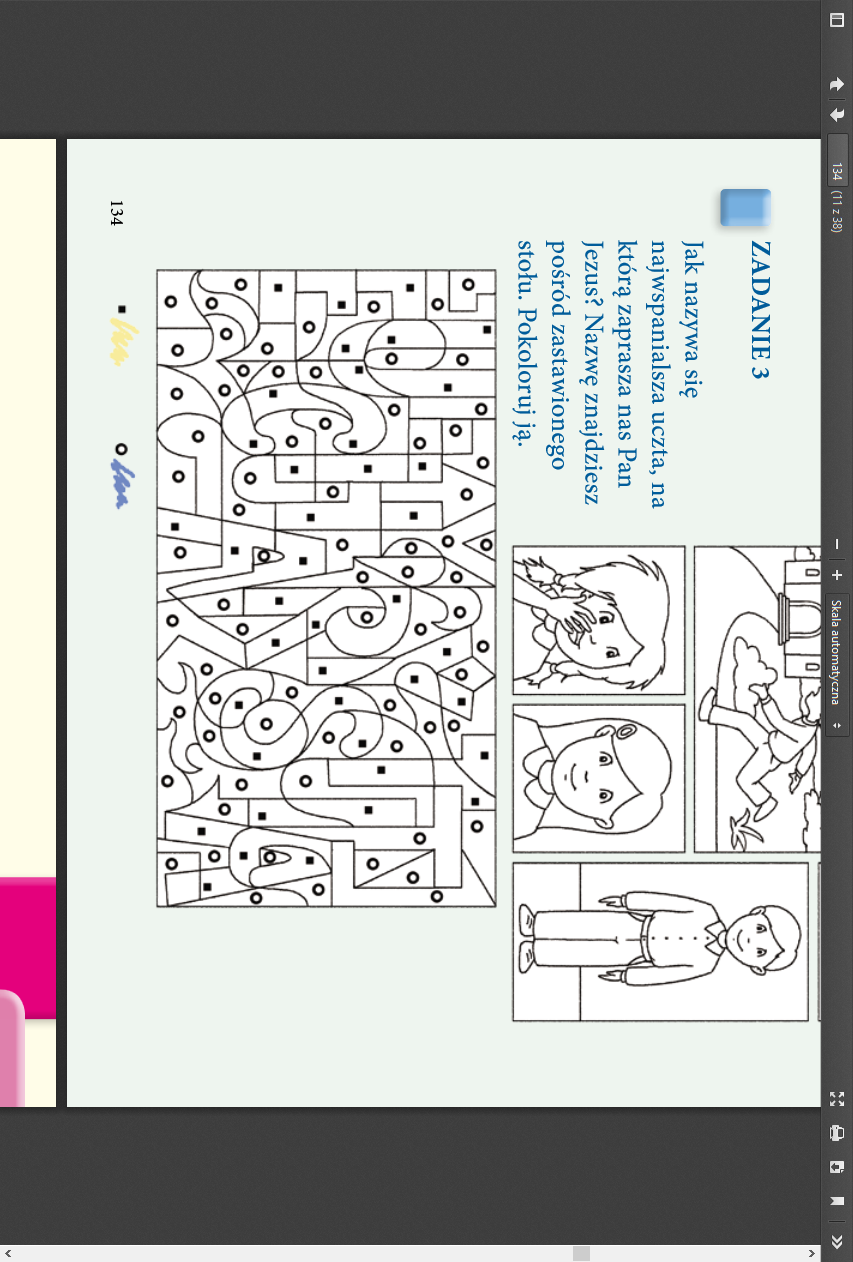 134
(11 z 38)
Skala automatyczna
ZADANIE 3
Jak nazywa się
najwspanialsza uczta, na
którą zaprasza nas Pan
Jezus? Nazwę znajdziesz
pośród zastawionego
stołu. Pokoloruj ją.
134